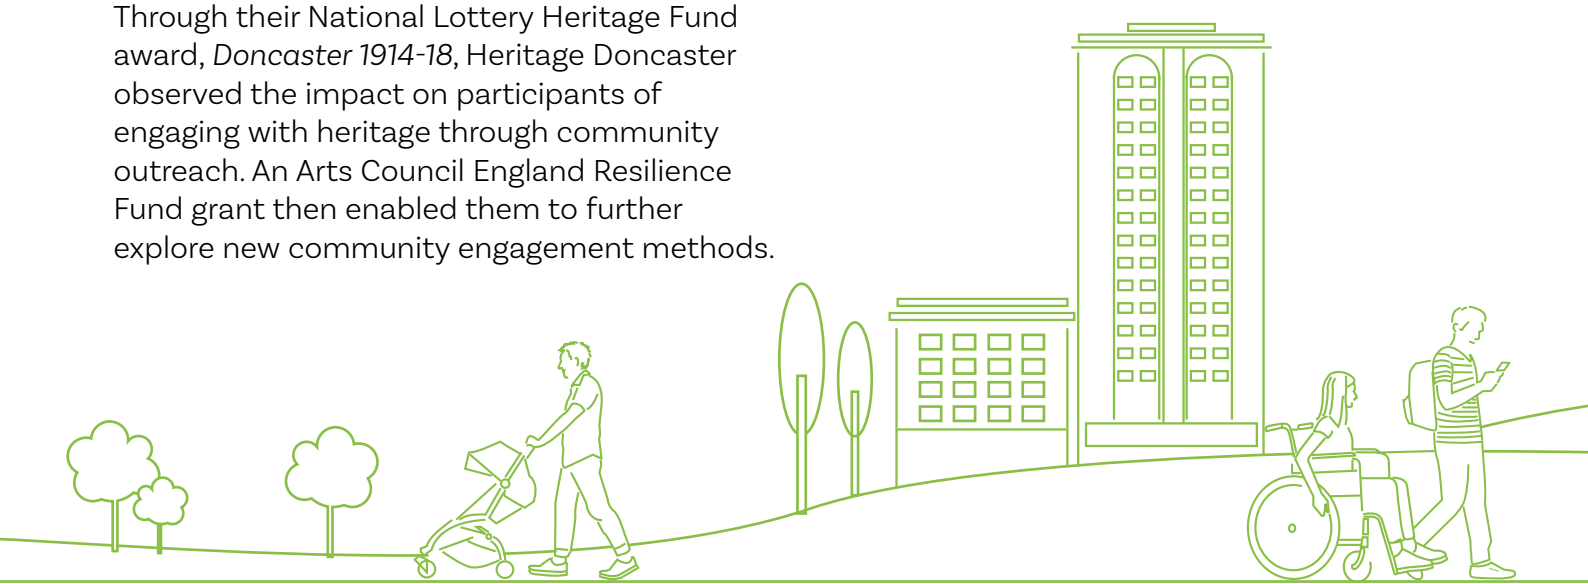 Through their National Lottery Heritage Fund
award, Doncaster 1914-18, Heritage Doncaster
observed the impact on participants of
engaging with heritage through community
outreach. An Arts Council England Resilience
Fund grant then enabled them to further
explore new community engagement methods.